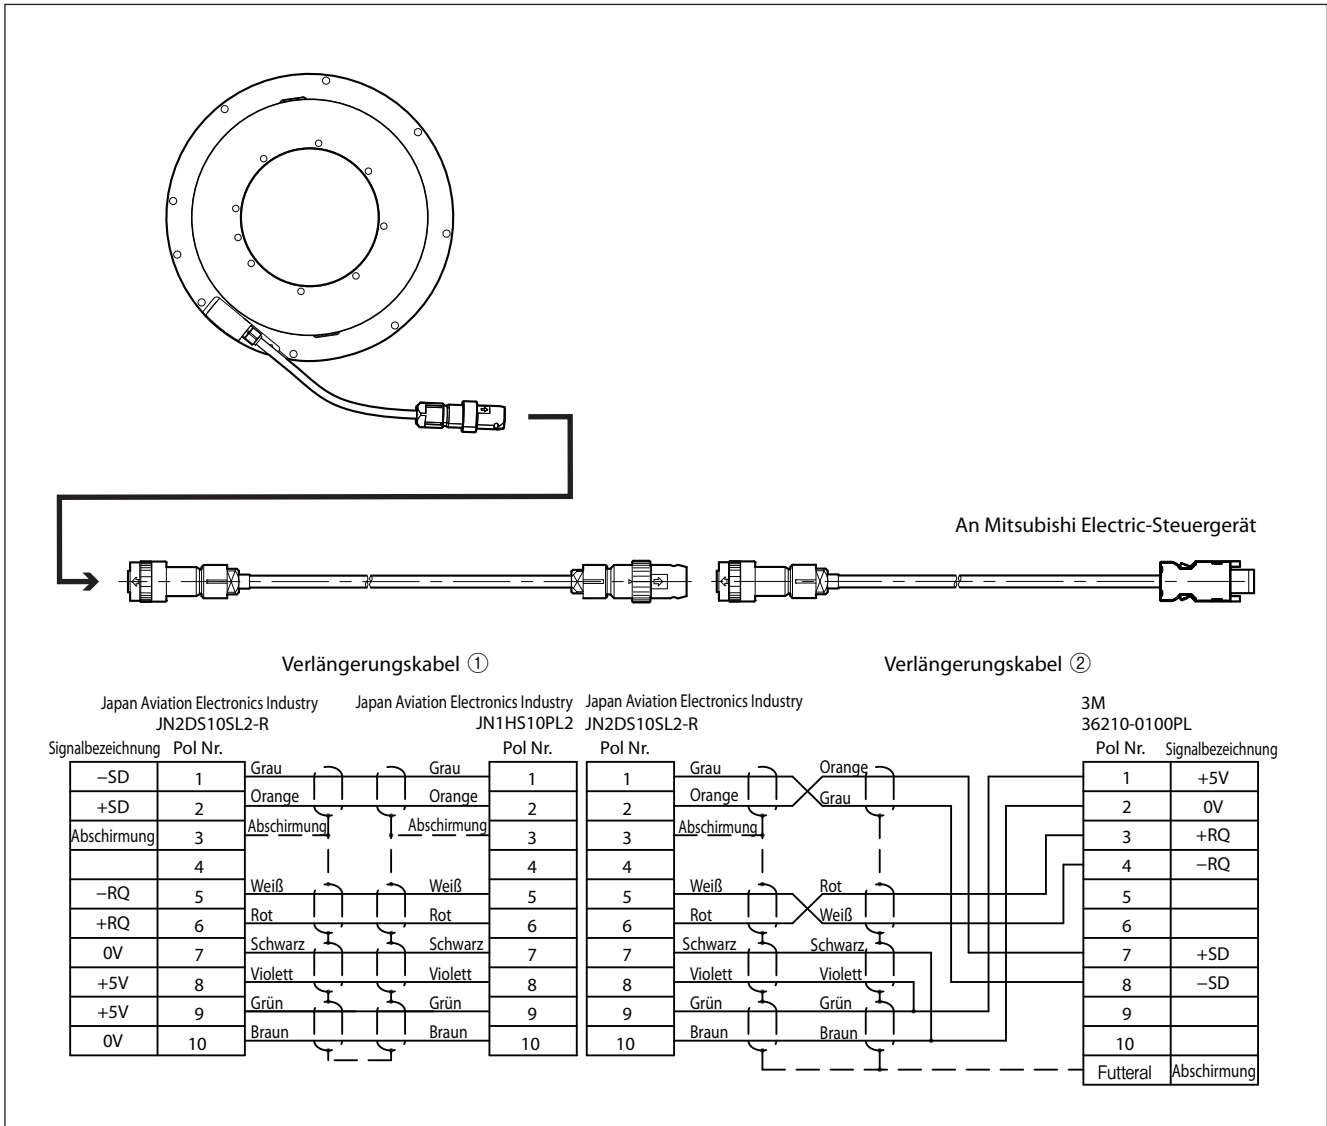 An Mitsubishi Electric-Steuergerät
Verlängerungskabel ①
Verlängerungskabel ②
Japan Aviation Electronics Industry
JN2DS10SL2-R
Japan Aviation Electronics Industry
JN1HS10PL2
Japan Aviation Electronics Industry
JN2DS10SL2-R
3M
36210-0100PL
Signalbezeichnung Pol Nr. Pol Nr. Pol Nr. Pol Nr. Signalbezeichnung
−SD 1 Grau Grau 1 1 Grau Orange 1 +5V
+SD 2 Orange Orange 2 2 Orange Grau 2 0V
Abschirmung 3 Abschirmung Abschirmung 3 3 Abschirmung 3 +RQ
4 4 4 4 −RQ
−RQ 5 Weiß Weiß 5 5 Weiß Rot 5
+RQ 6 Rot Rot 6 6 Rot Weiß 6
0V 7 Schwarz Schwarz 7 7 Schwarz Schwarz 7 +SD
+5V 8 Violett Violett 8 8 Violett Violett 8 −SD
+5V 9 Grün Grün 9 9 Grün Grün 9
0V 10 Braun Braun 10 10 Braun Braun 10
Futteral Abschirmung